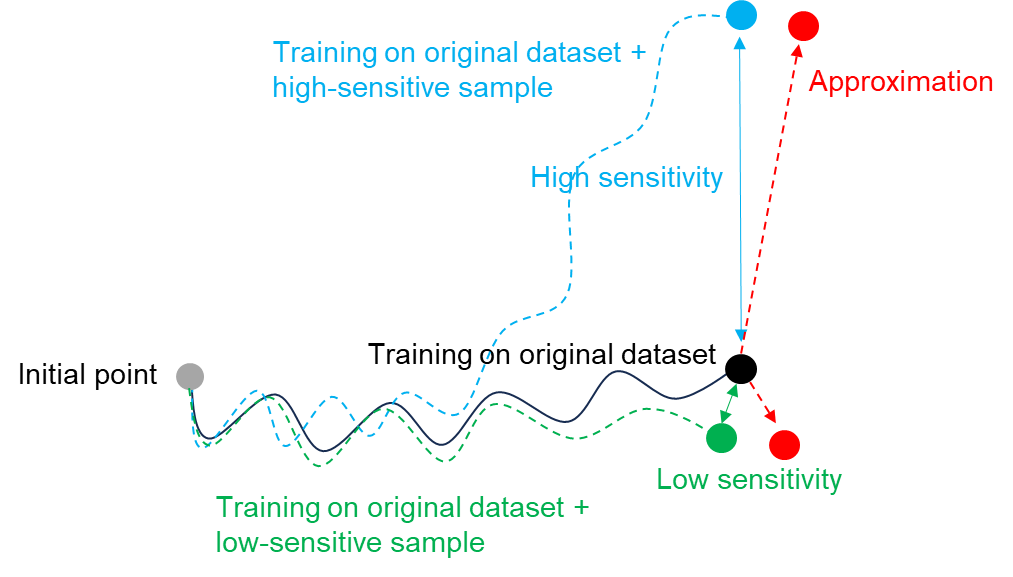 Training on original dataset +
high-sensitive sample
Approximation
High sensitivity
Training on original dataset
Initial point
Low sensitivity
Training on original dataset +
low-sensitive sample